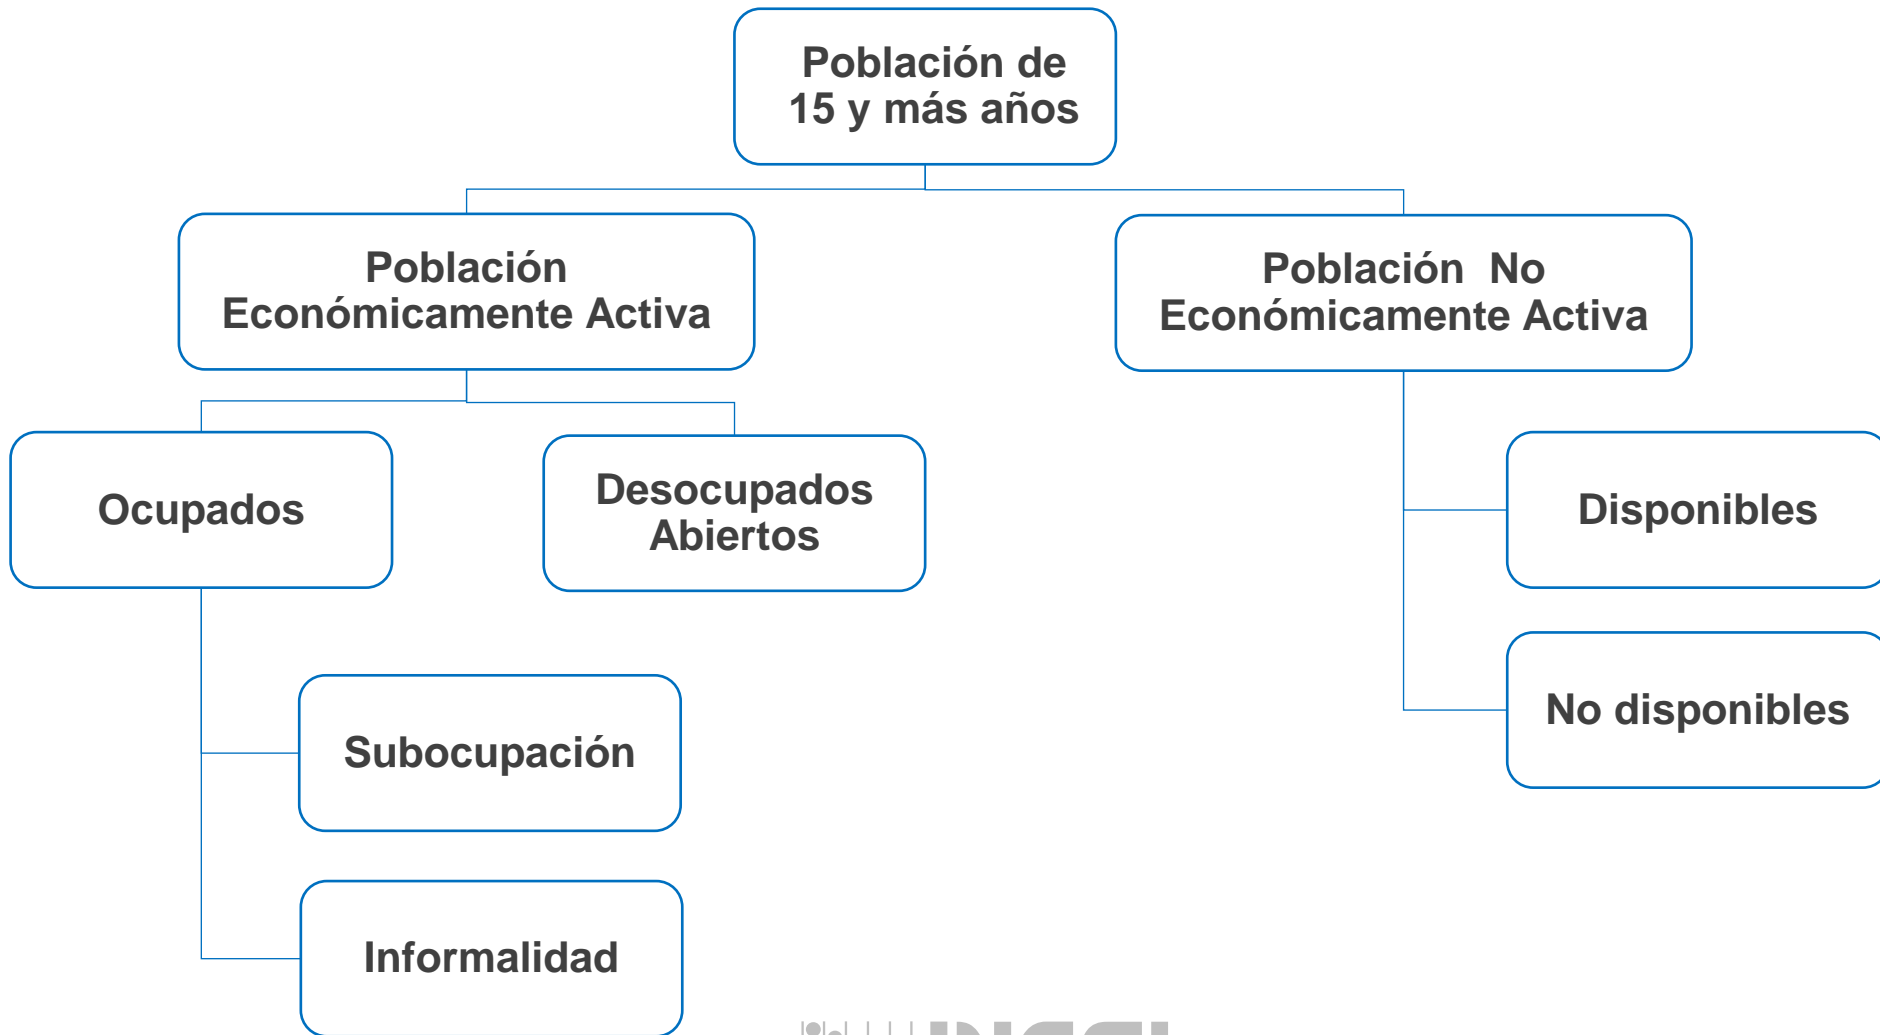 Población de
15 y más años
Población
Económicamente Activa
Población No
Económicamente Activa
Ocupados
Desocupados
Abiertos
Disponibles
No disponibles
Subocupación
Informalidad